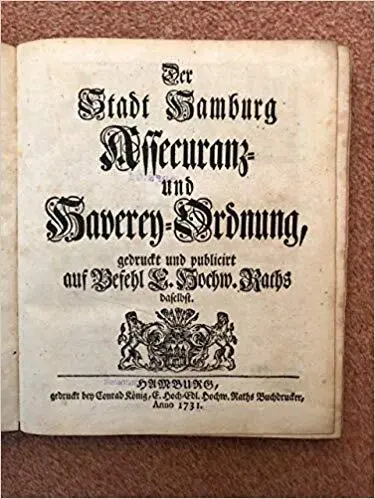 Der
Stadt Hamburg
Assecuranz-
und
Haverey-Ordnung,
gedruckt und publicirt
auf Befehl E. Hochw. Raths
daselbst.
HAMBURG,
gedruckt bey Conrad König, E. Hoch-Edl. Hochw. Raths Buchdrucker,
Anno 1731.